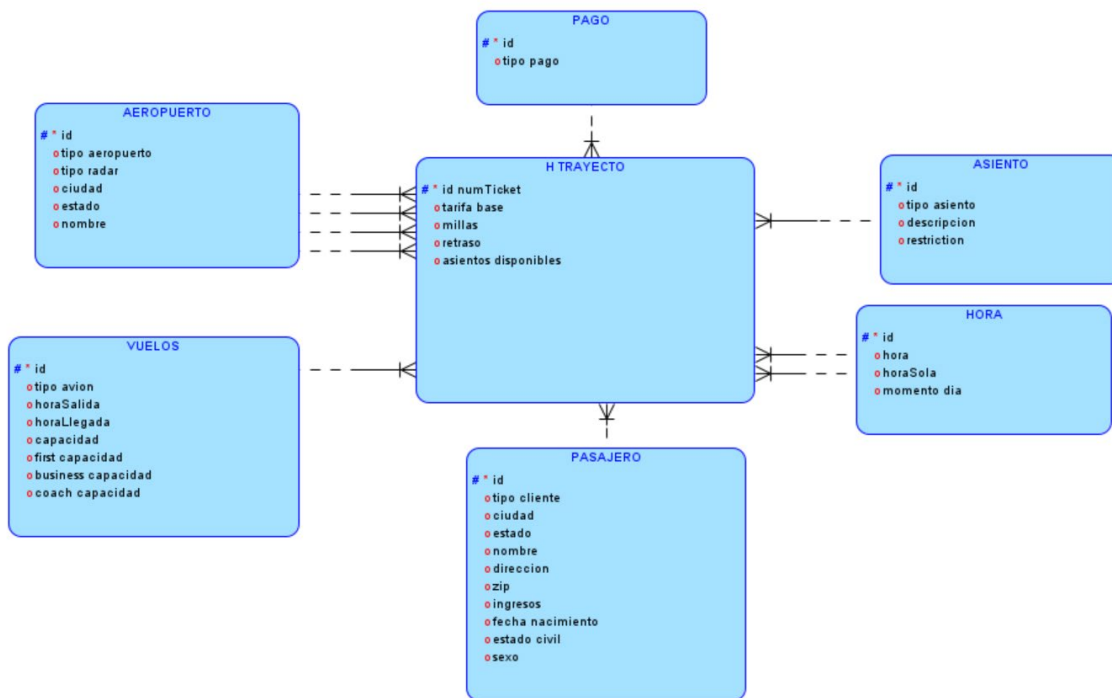 PAGO
# * id
o tipo pago
AEROPUERTO
# * id
o tipo aeropuerto
o tipo radar
o ciudad
o estado
o nombre
H TRAYECTO
# * id numTicket
o tarifa base
o millas
o retraso
o asientos disponibles
ASIENTO
# * id
o tipo asiento
o descripcion
o restriction
HORA
# * id
o hora
o horaSola
o momento dia
VUELOS
# * id
o tipo avion
o horaSalida
o horaLlegada
o capacidad
o first capacidad
o business capacidad
o coach capacidad
PASAJERO
# * id
o tipo cliente
o ciudad
o estado
o nombre
o direccion
o zip
o ingresos
o fecha nacimiento
o estado civil
o sexo